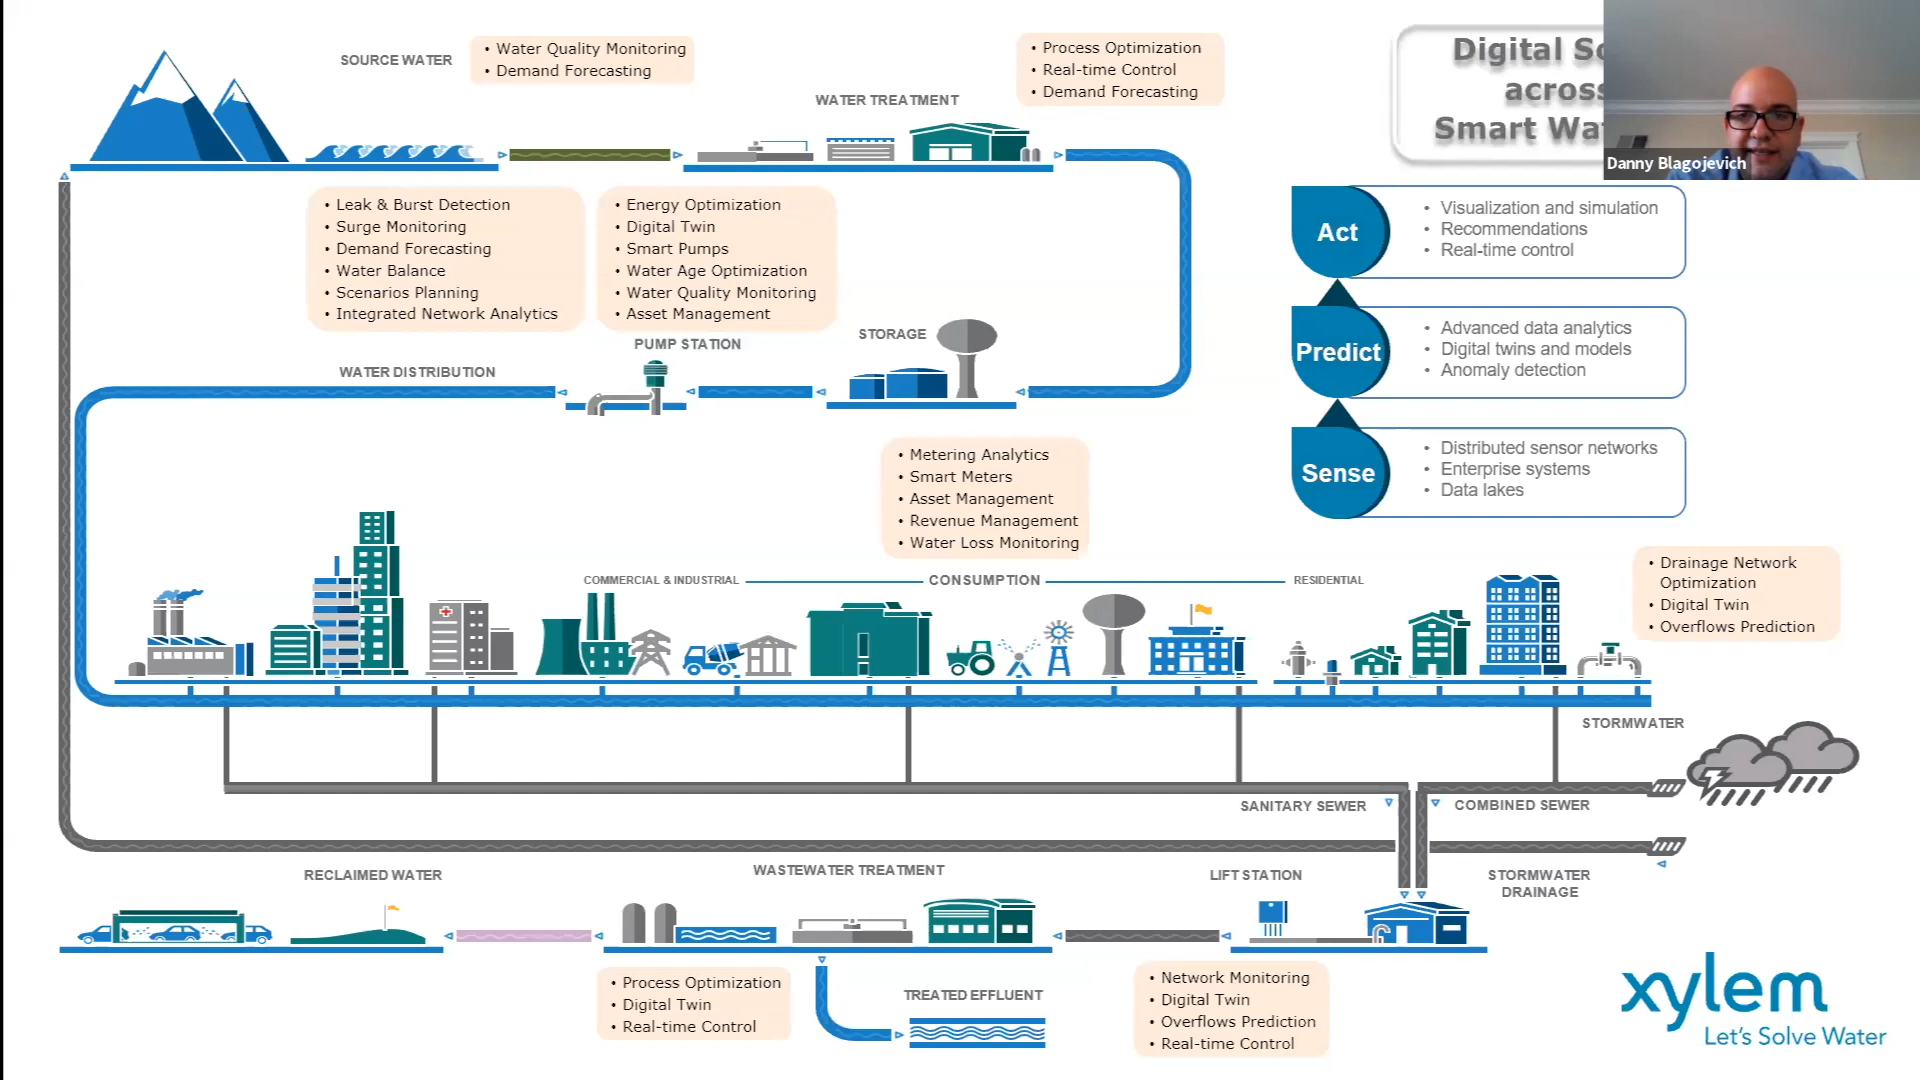 SOURCE WATER
• Water Quality Monitoring
• Demand Forecasting
WATER TREATMENT
• Process Optimization
• Real-time Control
• Demand Forecasting
Digital
across
Smart
Danny Blagojevich
• Leak & Burst Detection
• Surge Monitoring
• Demand Forecasting
• Water Balance
• Scenarios Planning
• Integrated Network Analytics
• Energy Optimization
• Digital Twin
• Smart Pumps
• Water Age Optimization
• Water Quality Monitoring
• Asset Management
Act
• Visualization and simulation
• Recommendations
• Real-time control
Predict
• Advanced data analytics
• Digital twins and models
• Anomaly detection
Sense
• Distributed sensor networks
• Enterprise systems
• Data lakes
STORAGE
PUMP STATION
WATER DISTRIBUTION
• Metering Analytics
• Smart Meters
• Asset Management
• Revenue Management
• Water Loss Monitoring
COMMERCIAL & INDUSTRIAL
CONSUMPTION
RESIDENTIAL
• Drainage Network
Optimization
• Digital Twin
• Overflows Prediction
STORMWATER
SANITARY SEWER
COMBINED SEWER
STORMWATER
DRAINAGE
RECLAIMED WATER
WASTEWATER TREATMENT
LIFT STATION
• Process Optimization
• Digital Twin
• Real-time Control
TREATED EFFLUENT
• Network Monitoring
• Digital Twin
• Overflows Prediction
• Real-time Control
xylem
Let's Solve Water